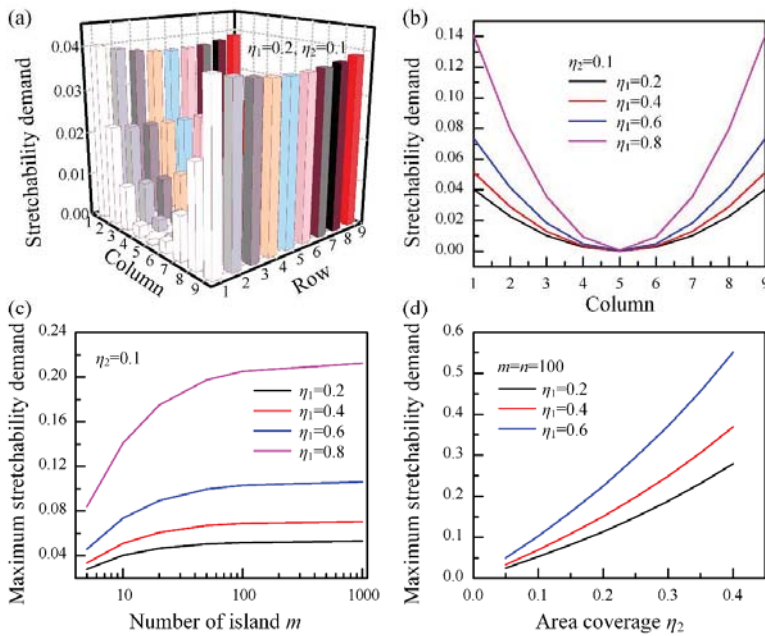 (a)
η1=0.2, η2=0.1
Stretchability demand
0.04
0.03
0.02
0.01
0.00
1 2 3 4 5 6 7 8 9
Column
1 2 3 4 5 6 7 8 9
Row
(b)
Stretchability demand
0.14
0.12
0.10
0.08
0.06
0.04
0.02
0.00
η2=0.1
η1=0.2
η1=0.4
η1=0.6
η1=0.8
1 2 3 4 5 6 7 8 9
Column
(c)
Maximum stretchability demand
0.24
0.20
0.16
0.12
0.08
0.04
η2=0.1
η1=0.2
η1=0.4
η1=0.6
η1=0.8
10 100 1000
Number of island m
(d)
Maximum stretchability demand
0.6
0.5
0.4
0.3
0.2
0.1
0.0
m=n=100
η1=0.2
η1=0.4
η1=0.6
0.0 0.1 0.2 0.3 0.4
Area coverage η2